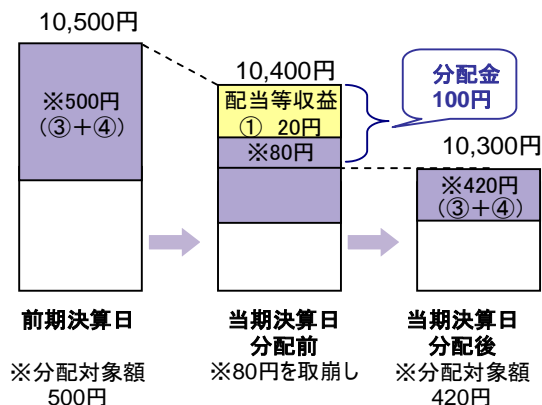 10,500円
※500円
(③+④)
10,400円
配当等収益
① 20円
※80円
分配金
100円
10,300円
※420円
(③+④)
前期決算日
※分配対象額
500円
当期決算日
分配前
※80円を取崩し
当期決算日
分配後
※分配対象額
420円